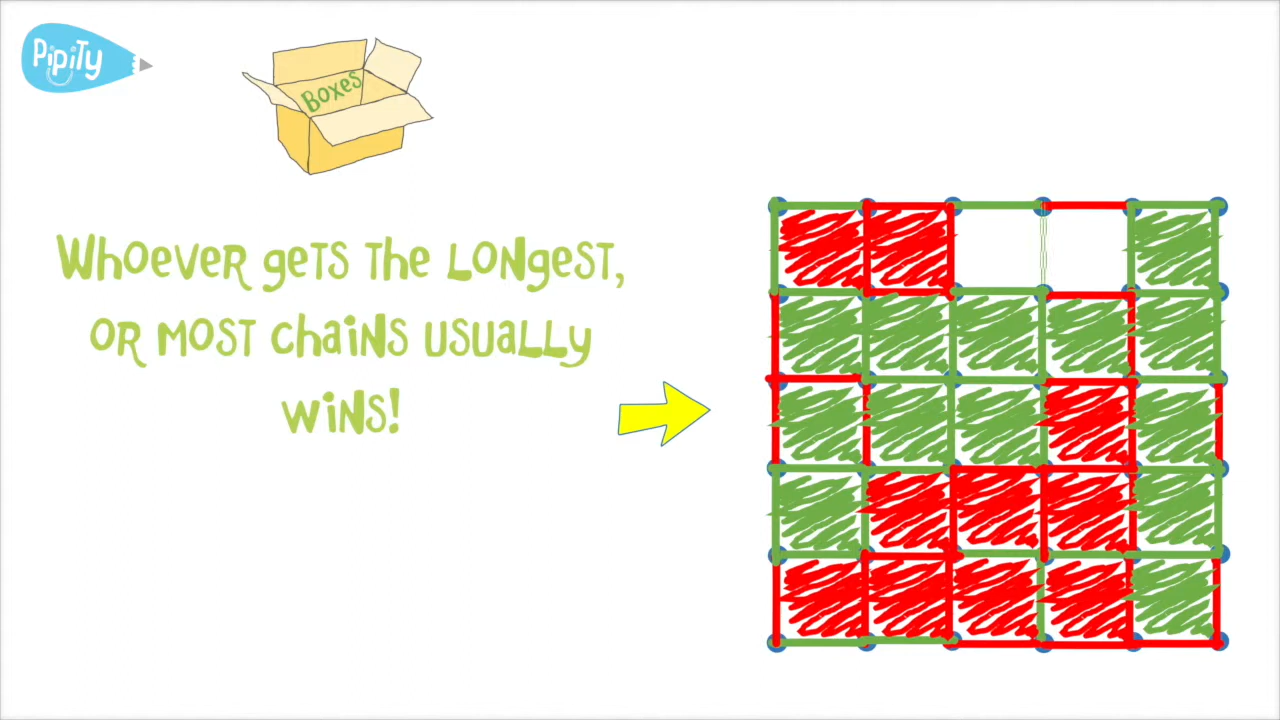 PipiTy
Boxes
Whoever gets the longest,
or most chains usually
wins!